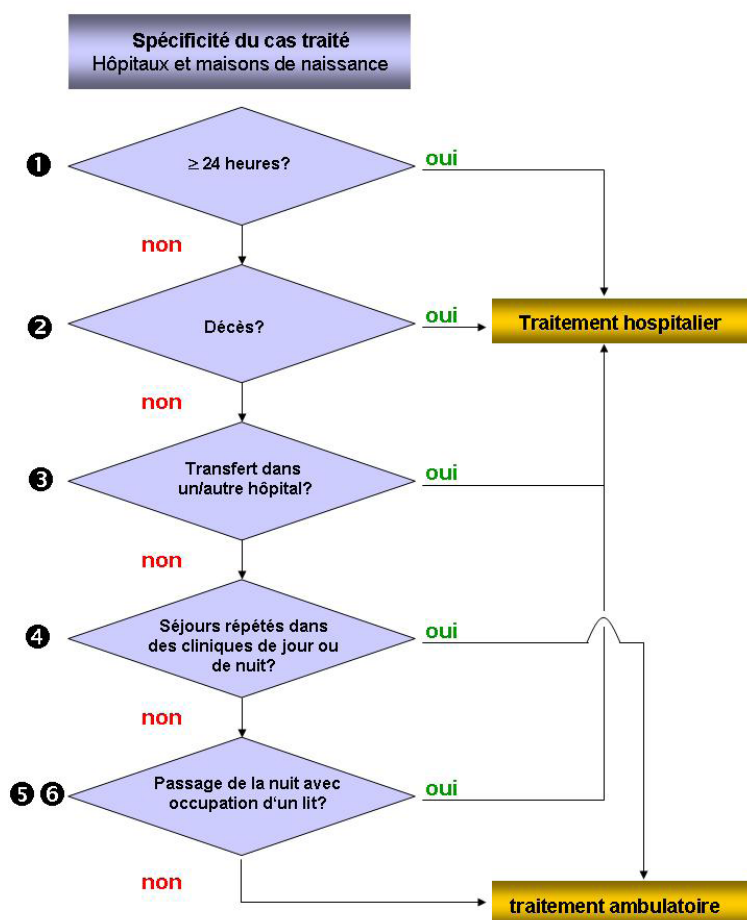 Spécificité du cas traité
Hôpitaux et maisons de naissance
❶
≥ 24 heures?
oui
non
❷
Décès?
oui
Traitement hospitalier
non
❸
Transfert dans
un/autre hôpital?
oui
non
❹
Séjours répétés dans
des cliniques de jour ou
de nuit?
oui
non
❺ ❻
Passage de la nuit avec
occupation d‘un lit?
oui
non
traitement ambulatoire